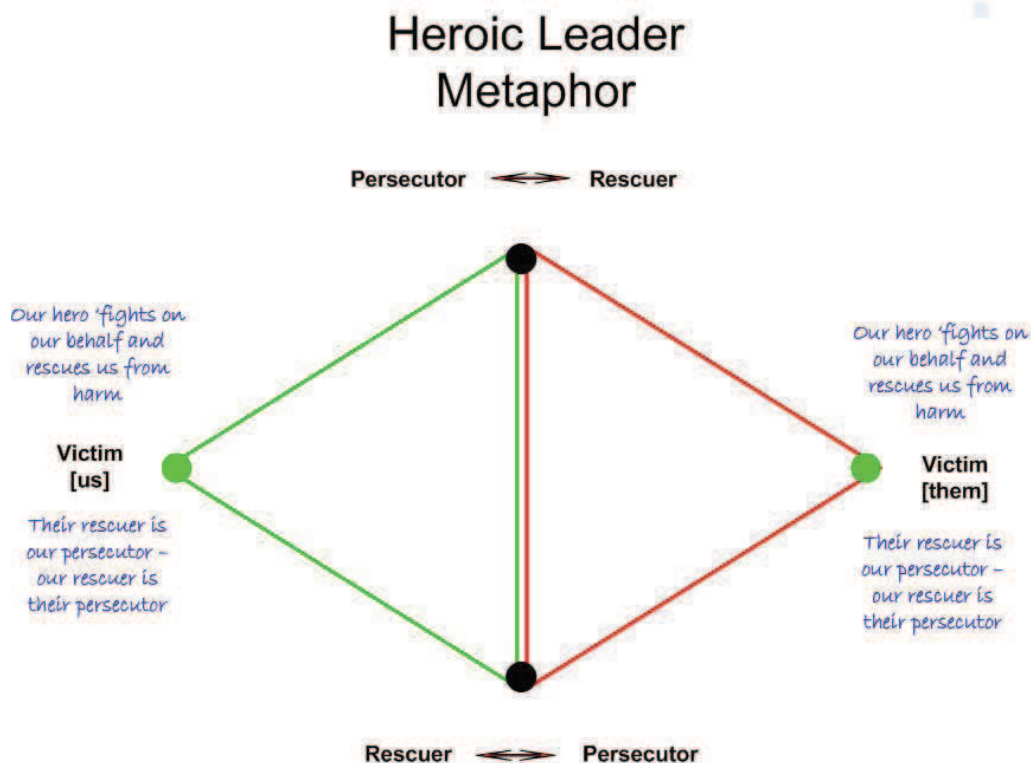 Heroic Leader
Metaphor
Persecutor
Rescuer
Our hero 'fights on
our behalf and
rescues us from
harm
Victim
[us]
Their rescuer is
our persecutor –
our rescuer is
their persecutor
Our hero 'fights on
our behalf and
rescues us from
harm
Victim
[them]
Their rescuer is
our persecutor –
our rescuer is
their persecutor
Rescuer
Persecutor